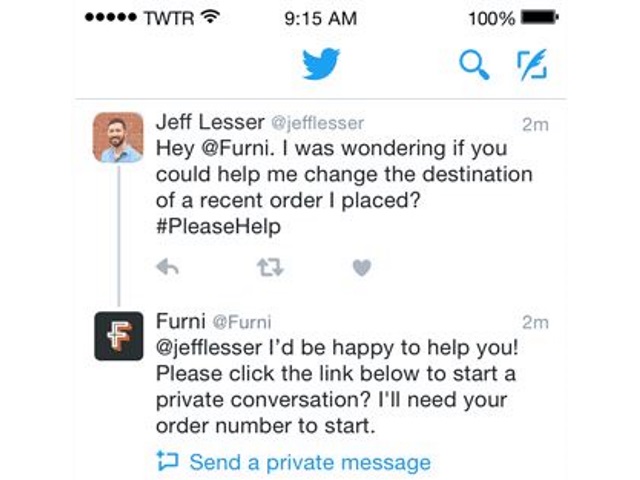 TWTR 9:15 AM 100%
Jeff Lesser @jefflesser 2m
Hey @Furni. I was wondering if you
could help me change the destination
of a recent order I placed?
#PleaseHelp
F
Furni @Furni 2m
@jefflesser I’d be happy to help you!
Please click the link below to start a
private conversation? I'll need your
order number to start.
Send a private message